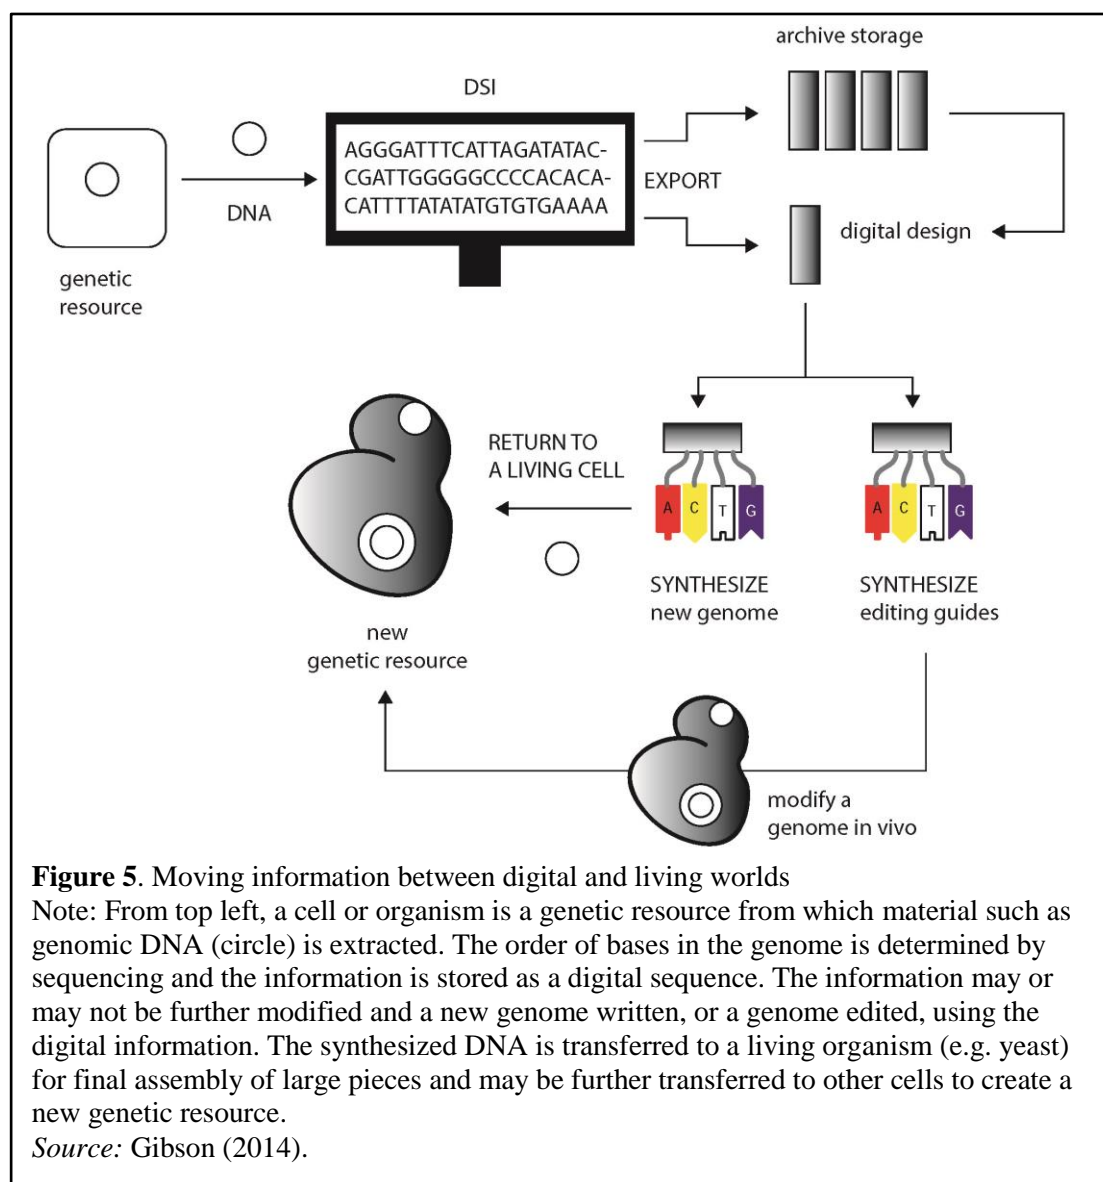 archive storage
DSI
AGGGATTTCATTAGATATAC-
CGATTGGGGGCCCCACACA-
CATTTTATATATGTGTGAAAA
EXPORT
DNA
digital design
genetic
resource
RETURN TO
A LIVING CELL
A C T G
A C T G
SYNTHESIZE
new genome
SYNTHESIZE
editing guides
new
genetic resource
modify a
genome in vivo
Figure 5. Moving information between digital and living worlds
Note: From top left, a cell or organism is a genetic resource from which material such as
genomic DNA (circle) is extracted. The order of bases in the genome is determined by
sequencing and the information is stored as a digital sequence. The information may or
may not be further modified and a new genome written, or a genome edited, using the
digital information. The synthesized DNA is transferred to a living organism (e.g. yeast)
for final assembly of large pieces and may be further transferred to other cells to create a
new genetic resource.
Source: Gibson (2014).